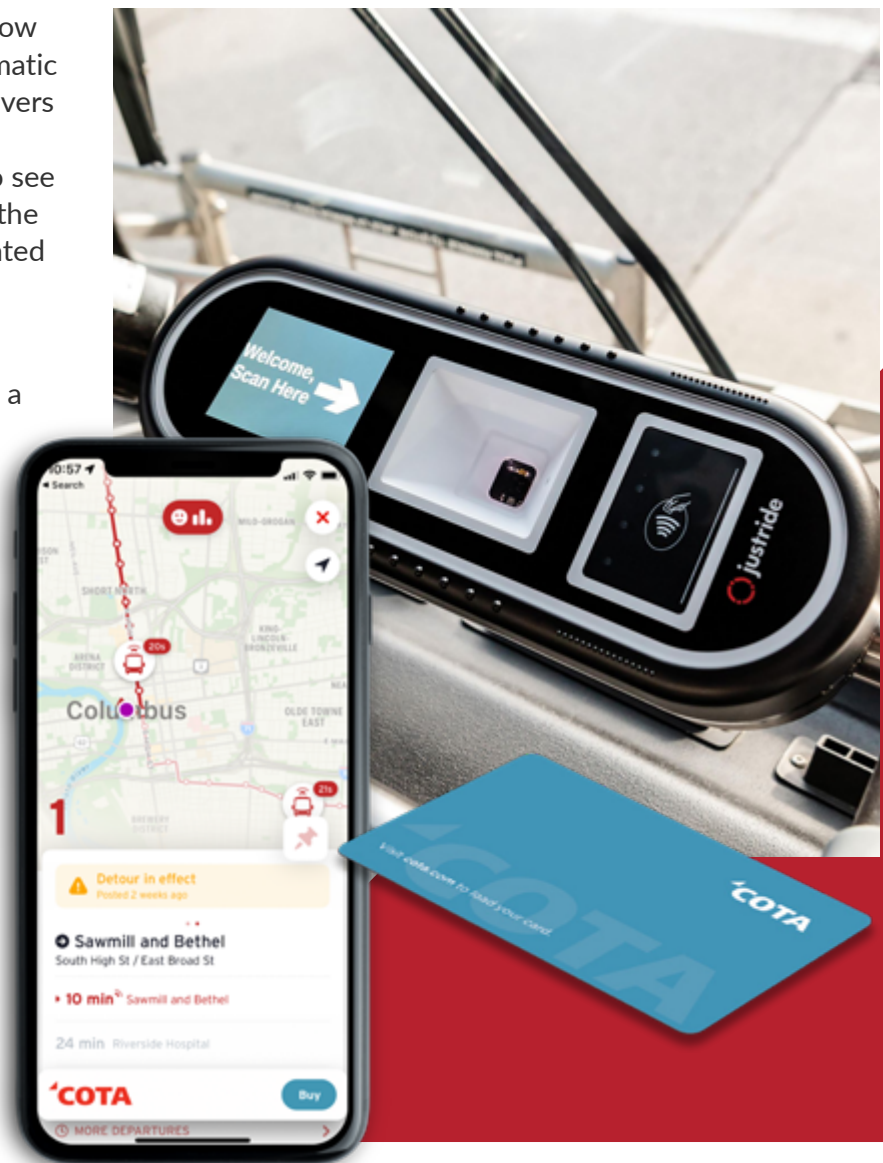 ow
matic
vers
o see
the
nted
a
Welcome,
Scan Here
justride
10:57
Search
WILD-GROGAN
SHORT NORTH
KING-
LINCOLN-
BRONZEVILLE
ARENA
DISTRICT
20s
Columbus
OLDE TOWNE
EAST
21s
BREWERY
DISTRICT
1
Detour in effect
Posted 2 weeks ago
Sawmill and Bethel
South High St / East Broad St
10 min Sawmill and Bethel
24 min Riverside Hospital
COTA
Buy
MORE DEPARTURES
Visit cota.com to load your card.
COTA
COTA